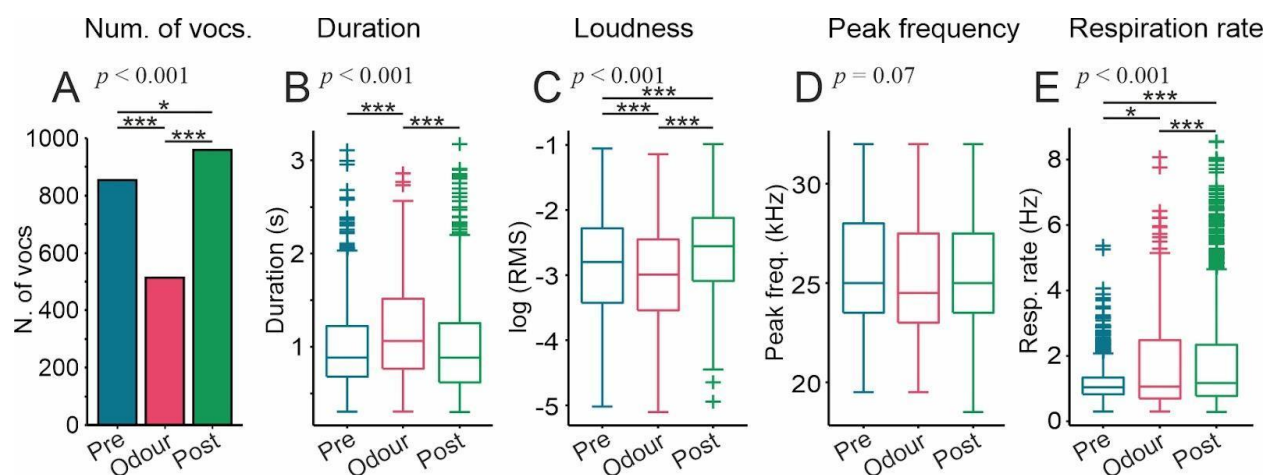 Num. of vocs.
Duration
Loudness
Peak frequency
Respiration rate
A
p < 0.001
*
***
***
N. of vocs
1000
800
600
400
200
0
Pre
Odour
Post
B
p < 0.001
***
***
Duration (s)
3
2
1
Pre
Odour
Post
C
p < 0.001
***
***
***
log (RMS)
-1
-2
-3
-4
-5
Pre
Odour
Post
D
p = 0.07
Peak freq. (kHz)
30
25
20
Pre
Odour
Post
E
p < 0.001
***
*
***
Resp. rate (Hz)
8
6
4
2
0
Pre
Odour
Post